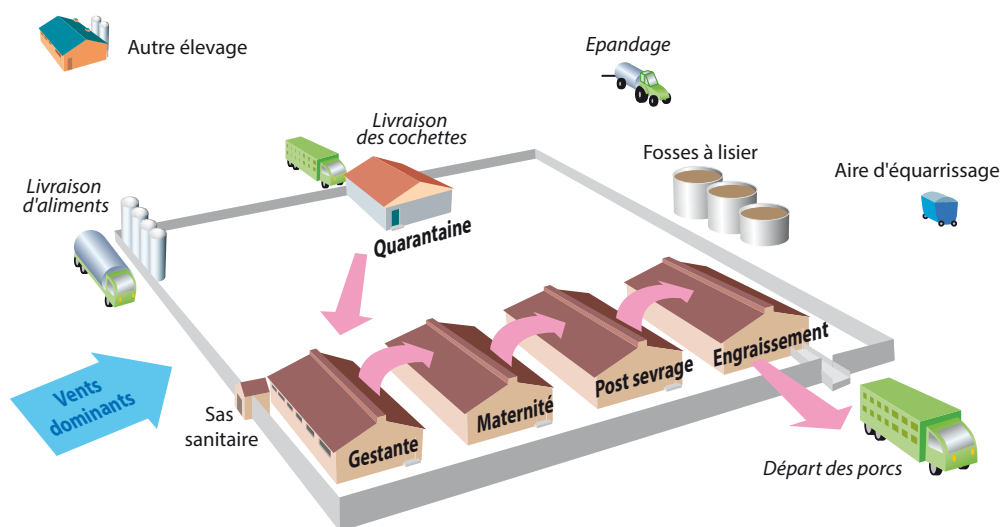 Autre élevage
Epandage
Livraison
des cochettes
Fosses à lisier
Aire d'équarrissage
Livraison
d'aliments
Quarantaine
Vents
dominants
Sas
sanitaire
Gestante
Maternité
Post sevrage
Engraissement
Départ des porcs